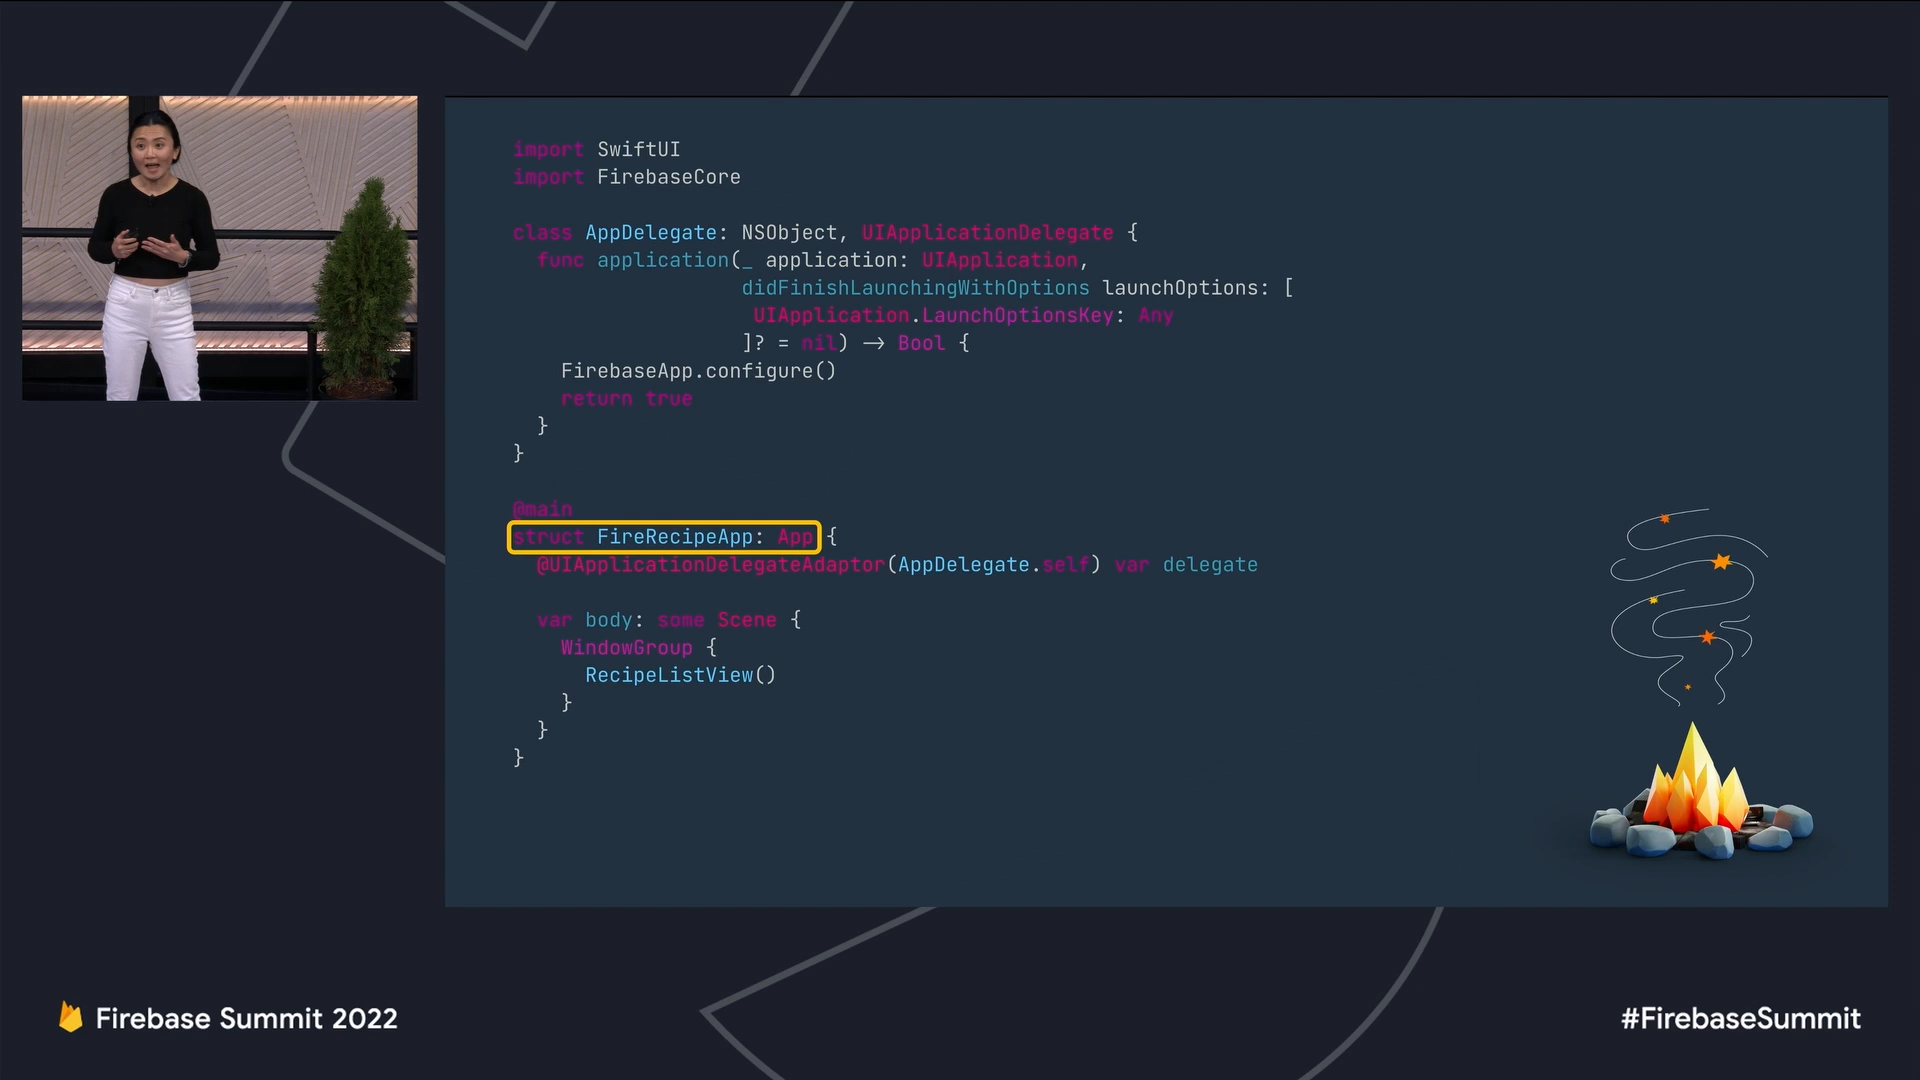 import SwiftUI
import FirebaseCore
class AppDelegate: NSObject, UIApplicationDelegate {
func application(_ application: UIApplication,
didFinishLaunchingWithOptions launchOptions: [
UIApplication.LaunchOptionsKey: Any
]? = nil) -> Bool {
FirebaseApp.configure()
return true
}
}
@main
struct FireRecipeApp: App {
@UIApplicationDelegateAdaptor(AppDelegate.self) var delegate
var body: some Scene {
WindowGroup {
RecipeListView()
}
}
}
Firebase Summit 2022
#FirebaseSummit